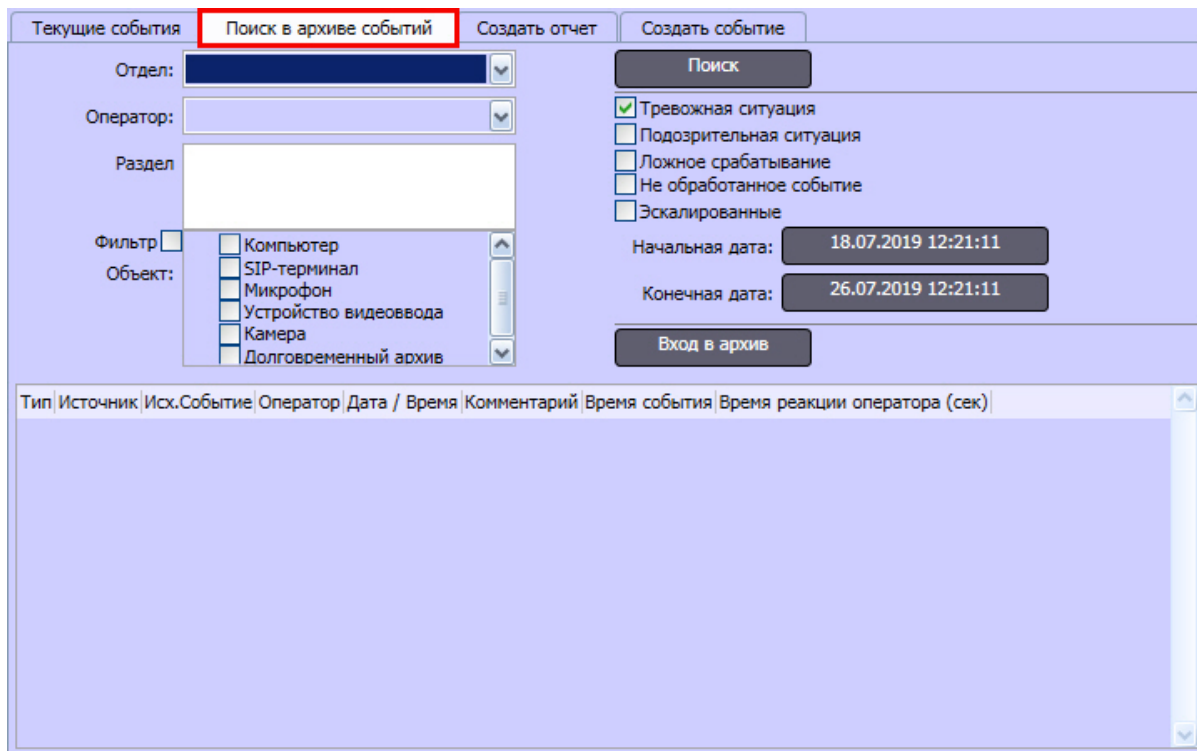 Текущие события Поиск в архиве событий Создать отчет Создать событие
Отдел:
Поиск
Оператор:
Тревожная ситуация
Подозрительная ситуация
Раздел
Ложное срабатывание
Не обработанное событие
Эскалированные
Фильтр
Компьютер
Начальная дата: 18.07.2019 12:21:11
Объект:
SIP-терминал
Микрофон
Конечная дата: 26.07.2019 12:21:11
Устройство видеоввода
Камера
Вход в архив
Долговременный архив
Тип Источник Исх.Событие Оператор Дата / Время Комментарий Время события Время реакции оператора (сек)